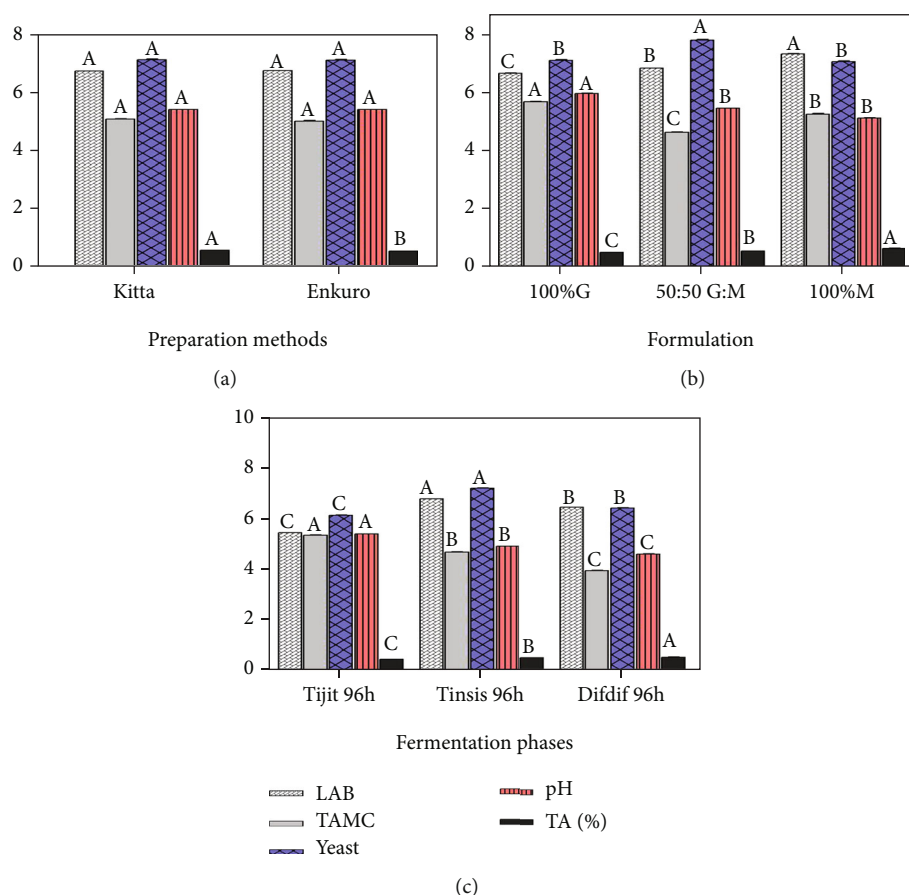 8
6
4
2
0
A
A
A
A
A
A
A
A
A
B
Kitta
Enkuro
Preparation methods
(a)
8
6
4
2
0
C
A
B
A
C
B
C
A
B
B
A
B
B
B
A
100%G
50:50 G:M
100%M
Formulation
(b)
10
8
6
4
2
0
C
A
C
A
C
A
B
A
B
B
B
C
B
C
A
Tijit 96h
Tinsis 96h
Difdif 96h
Fermentation phases
LAB
TAMC
Yeast
pH
TA (%)
(c)